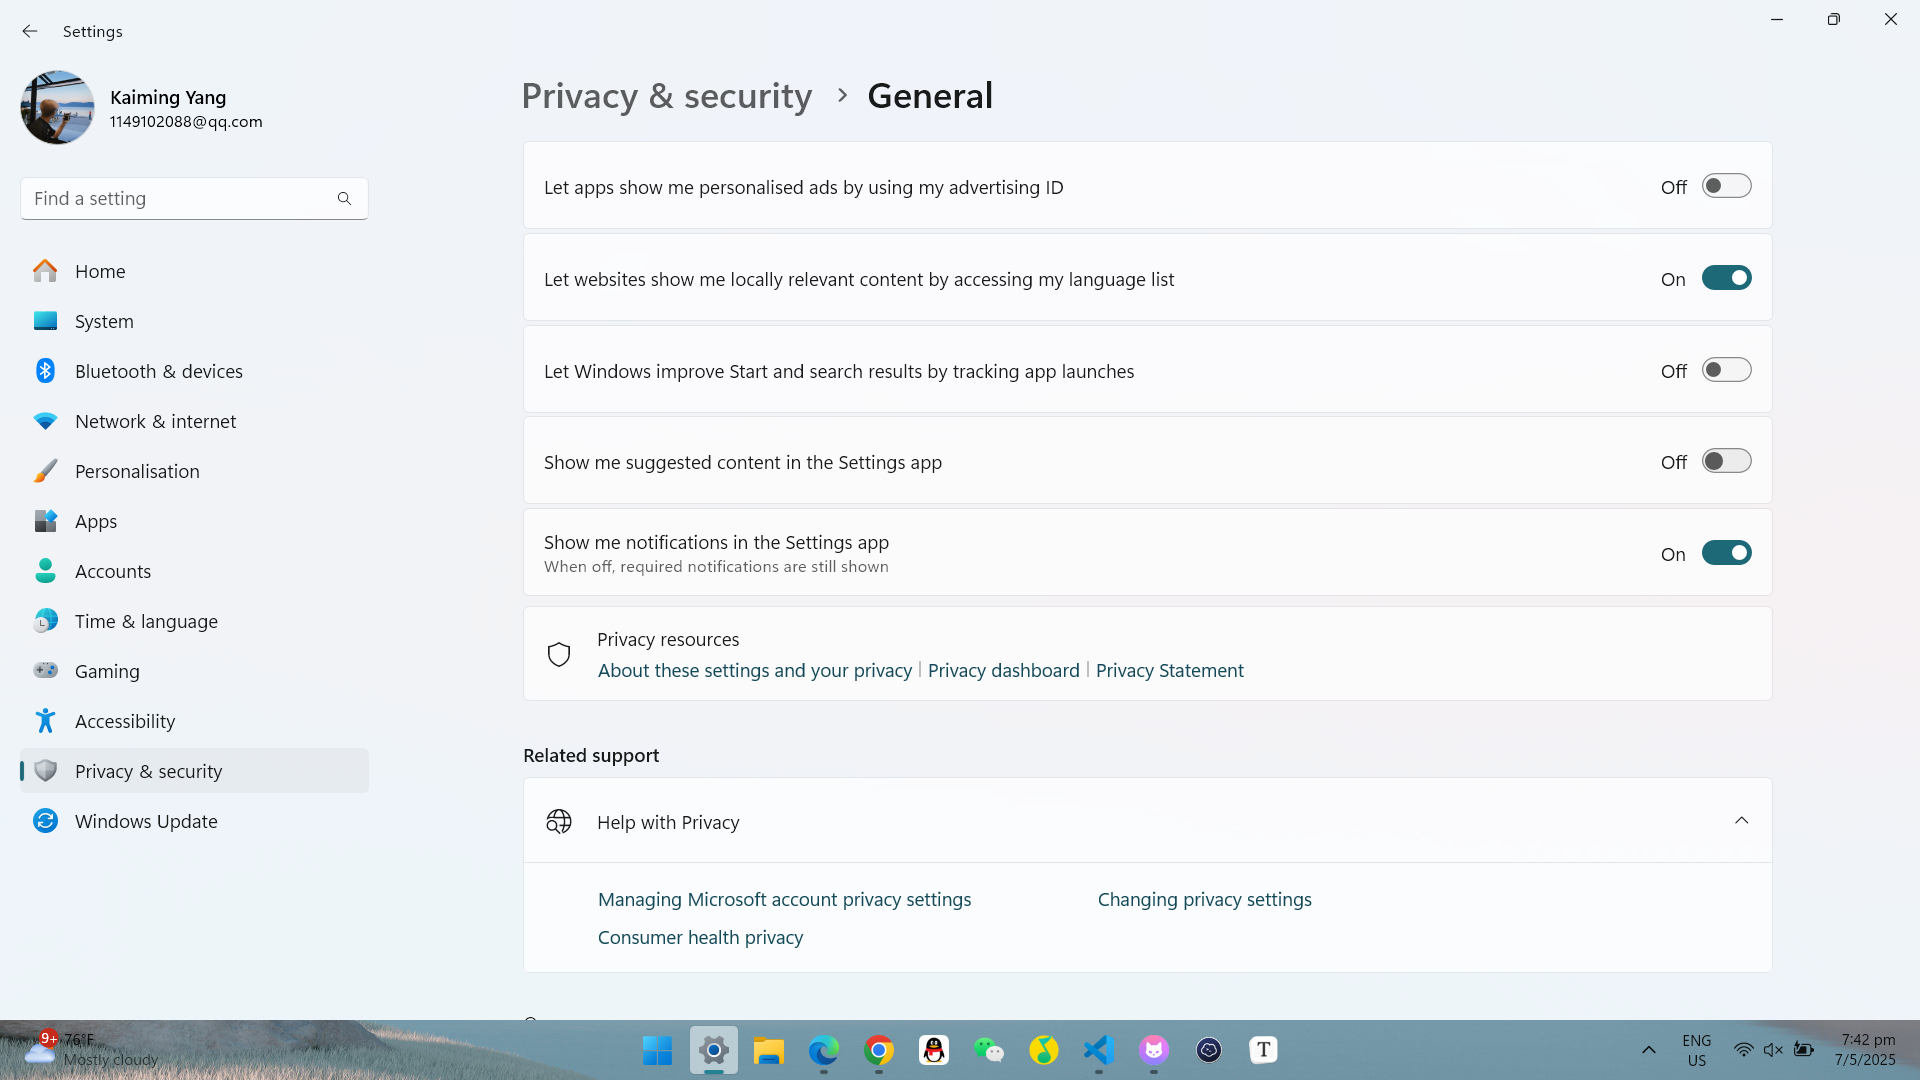 Settings
Kaiming Yang
1149102088@qq.com
Find a setting
Home
System
Bluetooth & devices
Network & internet
Personalisation
Apps
Accounts
Time & language
Gaming
Accessibility
Privacy & security
Windows Update
Privacy & security > General
Let apps show me personalised ads by using my advertising ID
Off
Let websites show me locally relevant content by accessing my language list
On
Let Windows improve Start and search results by tracking app launches
Off
Show me suggested content in the Settings app
Off
Show me notifications in the Settings app
When off, required notifications are still shown
On
Privacy resources
About these settings and your privacy | Privacy dashboard | Privacy Statement
Related support
Help with Privacy
Managing Microsoft account privacy settings
Changing privacy settings
Consumer health privacy
9+
76°F
Mostly cloudy
T
ENG
US
7:42 pm
7/5/2025